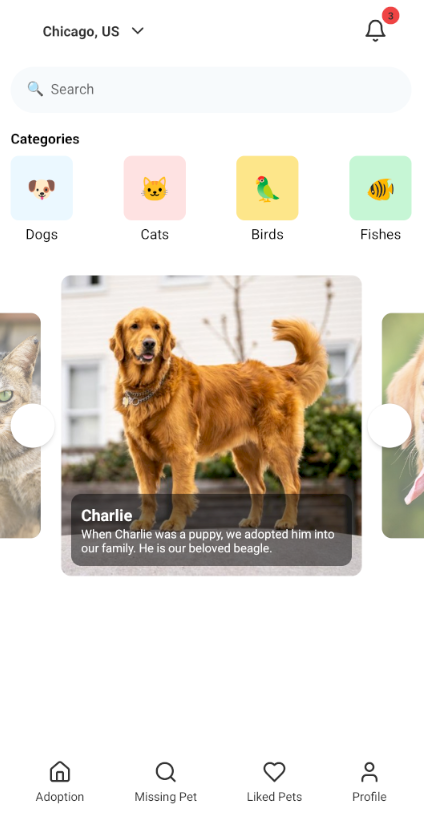 Chicago, US
3
Search
Categories
Dogs
Cats
Birds
Fishes
Charlie
When Charlie was a puppy, we adopted him into
our family. He is our beloved beagle.
Adoption
Missing Pet
Liked Pets
Profile